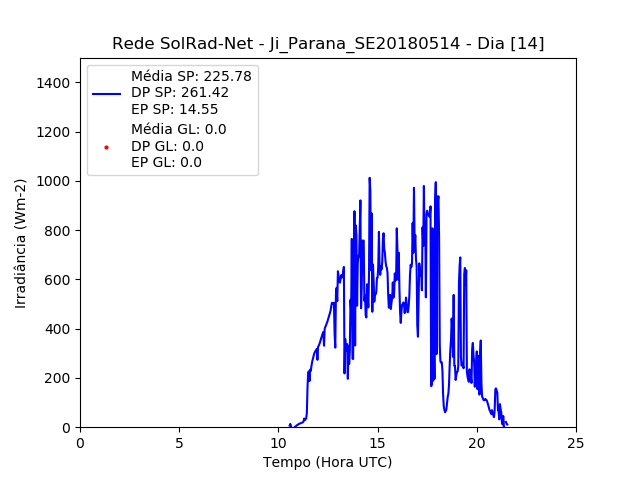 Rede SolRad-Net - Ji_Parana_SE20180514 - Dia [14]
Média SP: 225.78
DP SP: 261.42
EP SP: 14.55
Média GL: 0.0
DP GL: 0.0
EP GL: 0.0
Irradiância (Wm-2)
1400
1200
1000
800
600
400
200
0
0 5 10 15 20 25
Tempo (Hora UTC)